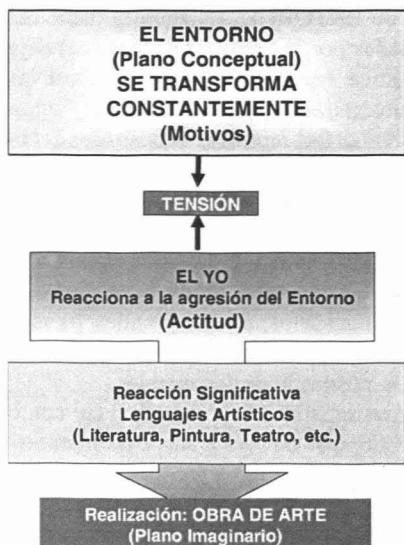 EL ENTORNO
(Plano Conceptual)
SE TRANSFORMA
CONSTANTEMENTE
(Motivos)
TENSIÓN
EL YO
Reacciona a la agresión del Entorno
(Actitud)
Reacción Significativa
Lenguajes Artísticos
(Literatura, Pintura, Teatro, etc.)
Realización: OBRA DE ARTE
(Plano Imaginario)